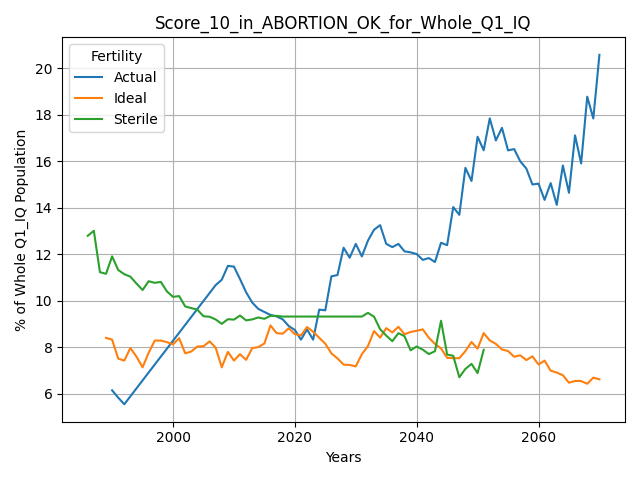 Score_10_in_ABORTION_OK_for_Whole_Q1_IQ
Fertility
Actual
Ideal
Sterile
% of Whole Q1_IQ Population
20
18
16
14
12
10
8
6
2000
2020
2040
2060
Years